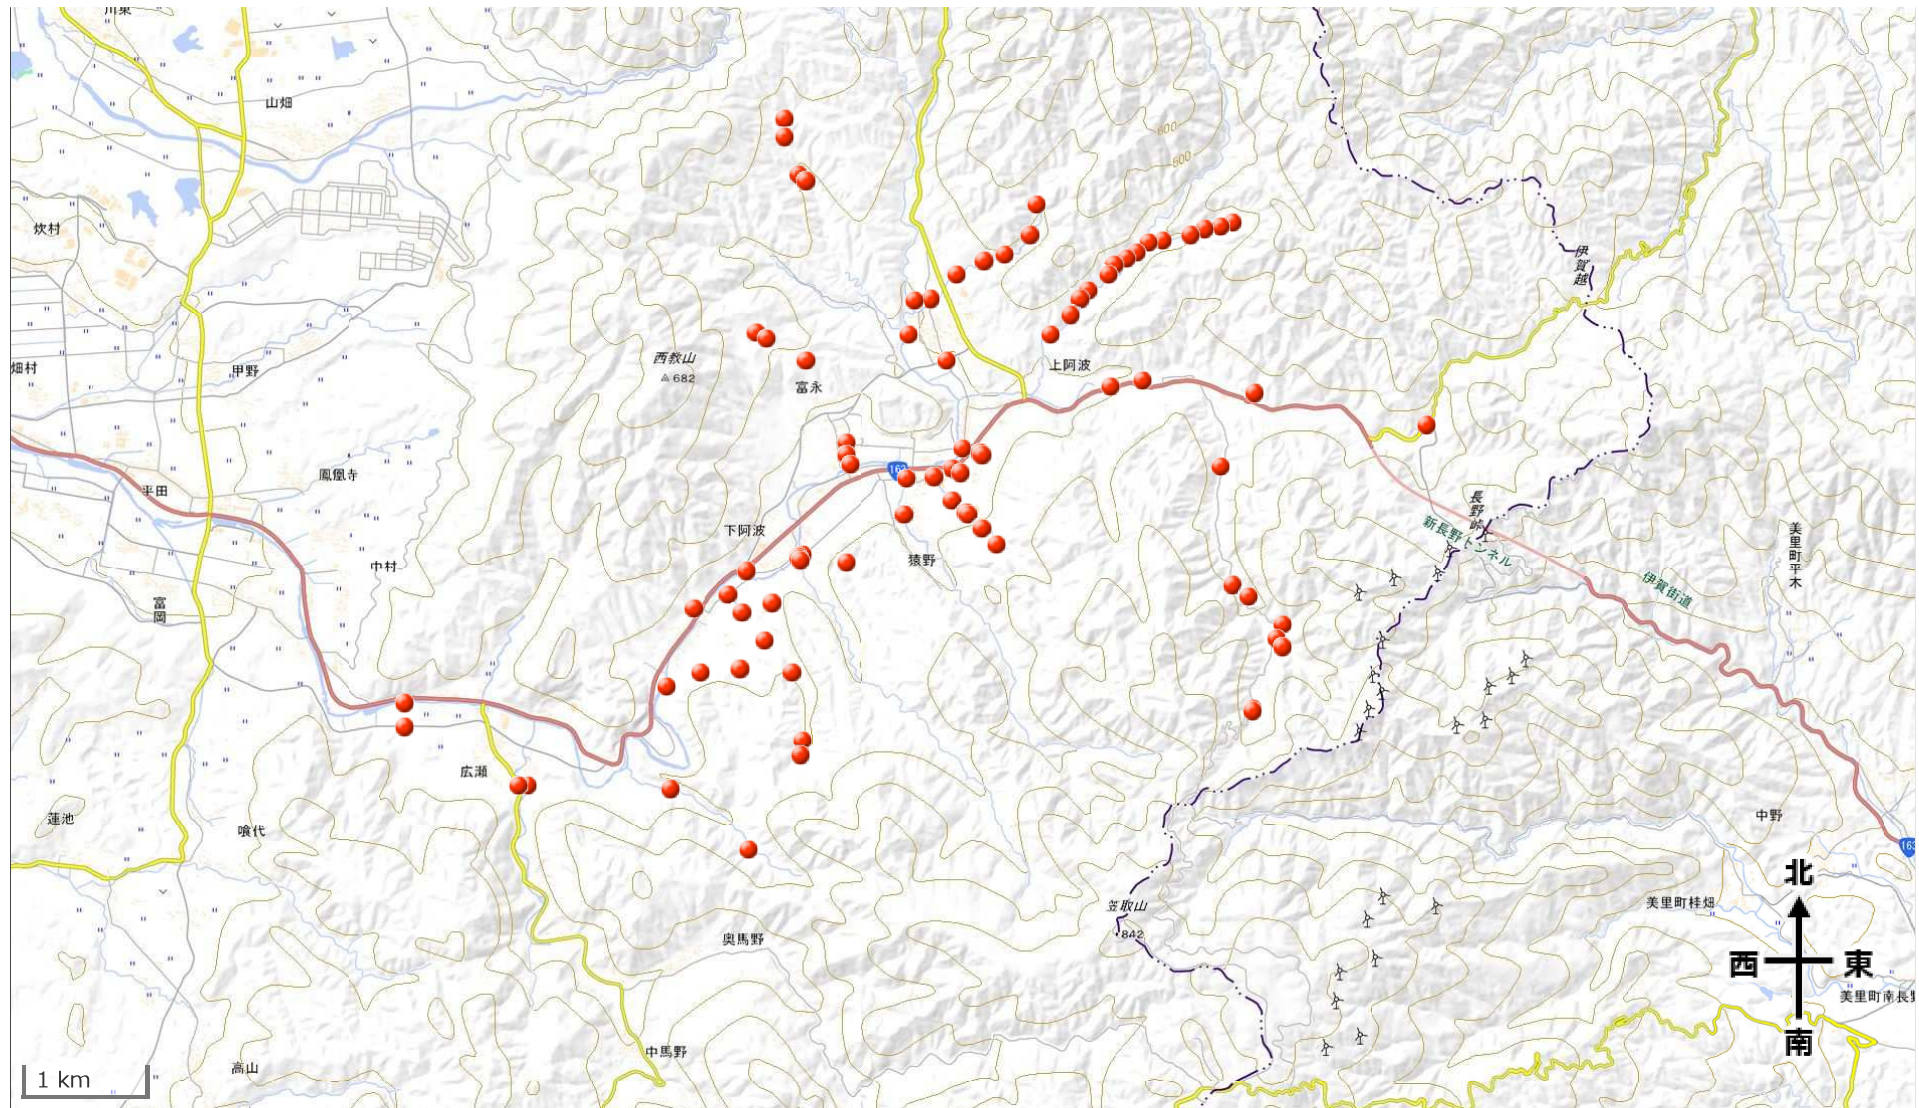 川東
山畑
炊村
畑村
甲野
平田
鳳凰寺
中村
富岡
西教山
682
富永
600
500
上阿波
163
下阿波
猿野
伊賀越
長野峠
新長野トンネル
伊賀街道
美里町平木
広瀬
蓮池
喰代
中野
163
笠取山
842
奥馬野
中馬野
高山
美里町桂畑
美里町南長野
北
西
東
南
1 km